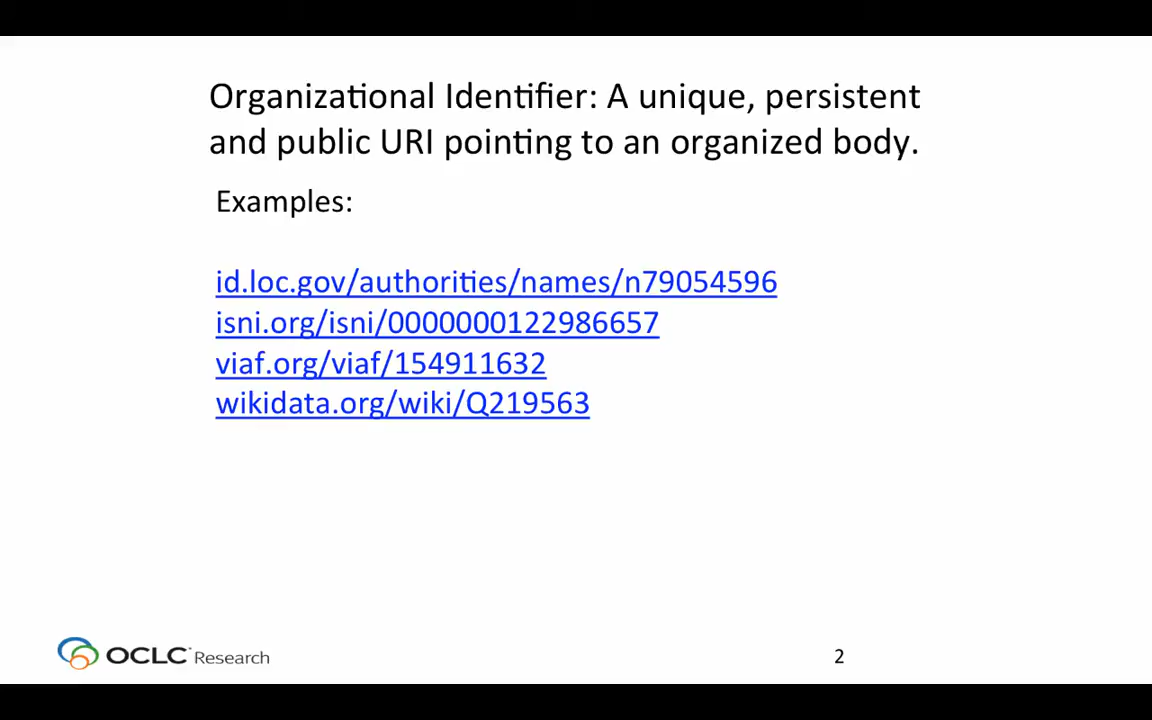 Organizational Identifier: A unique, persistent
and public URI pointing to an organized body.
Examples:
id.loc.gov/authorities/names/n79054596
isni.org/isni/0000000122986657
viaf.org/viaf/154911632
wikidata.org/wiki/Q219563
OCLC Research
2